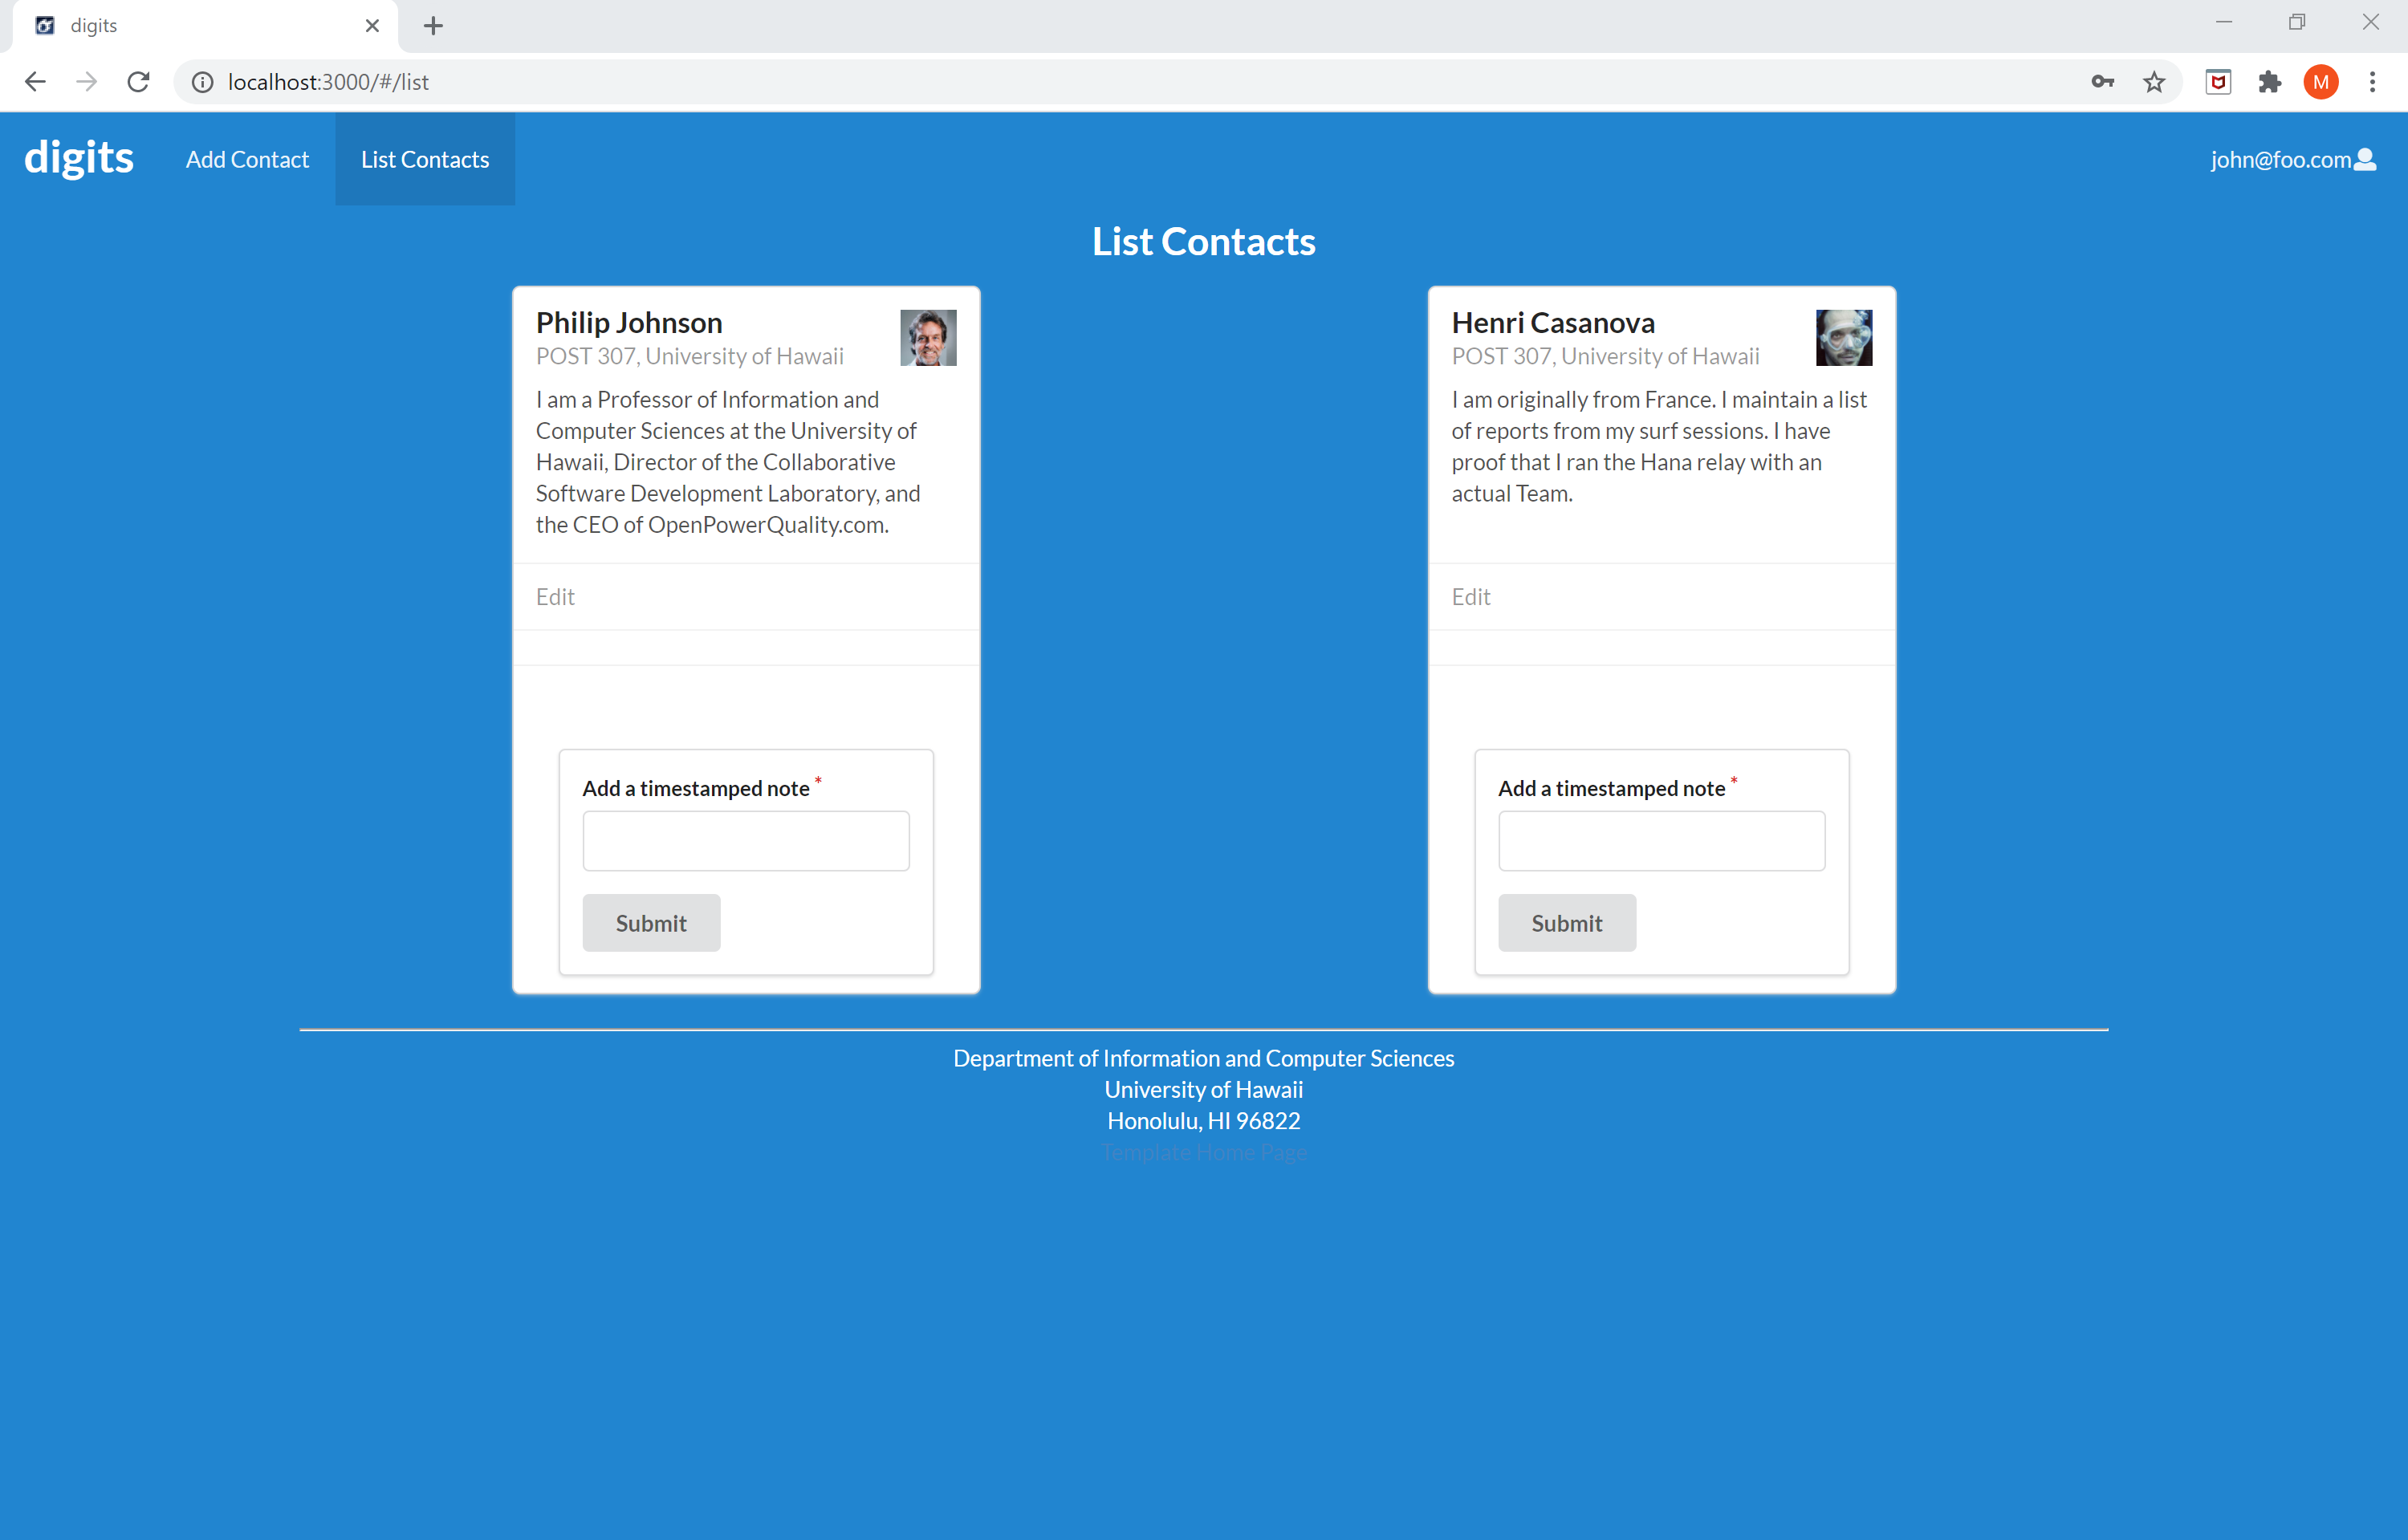 digits
localhost:3000/#/list
M
digits Add Contact List Contacts john@foo.com
List Contacts
Philip Johnson
POST 307, University of Hawaii
I am a Professor of Information and
Computer Sciences at the University of
Hawaii, Director of the Collaborative
Software Development Laboratory, and
the CEO of OpenPowerQuality.com.
Edit
Add a timestamped note *
Submit
Henri Casanova
POST 307, University of Hawaii
I am originally from France. I maintain a list
of reports from my surf sessions. I have
proof that I ran the Hana relay with an
actual Team.
Edit
Add a timestamped note *
Submit
Department of Information and Computer Sciences
University of Hawaii
Honolulu, HI 96822
Template Home Page